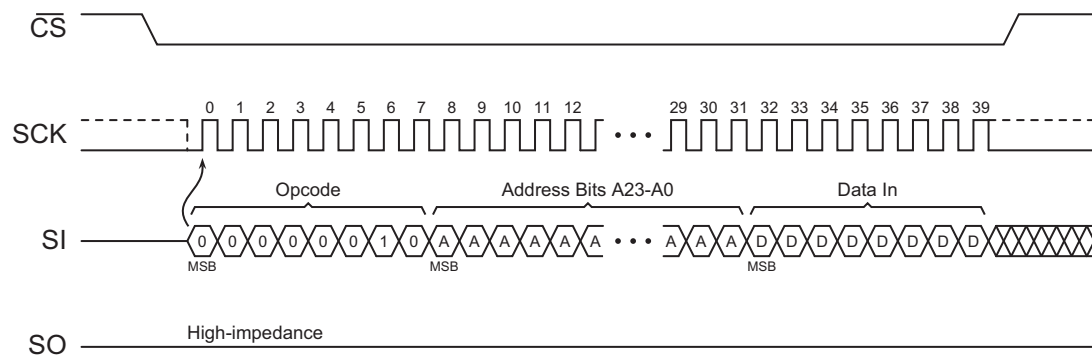 CS
0 1 2 3 4 5 6 7 8 9 10 11 12 29 30 31 32 33 34 35 36 37 38 39
SCK
Opcode Address Bits A23-A0 Data In
SI 0 0 0 0 0 0 1 0 A A A A A A A A A D D D D D D D D
MSB MSB MSB
High-impedance
SO